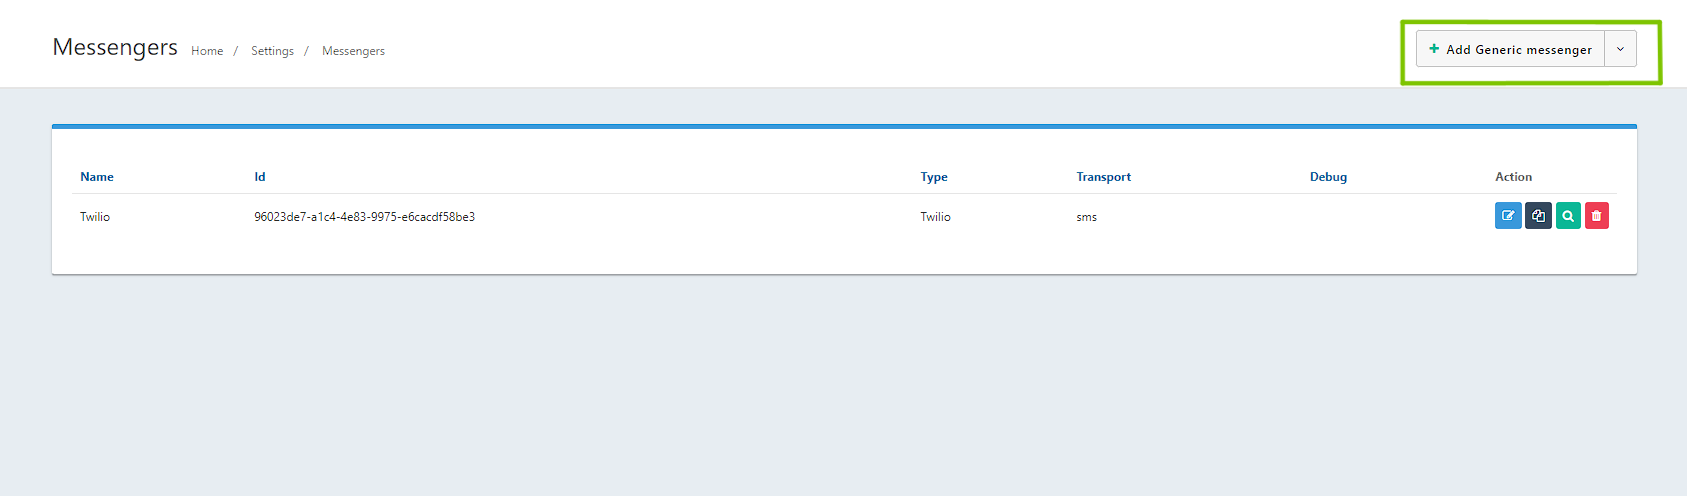 Messengers Home / Settings / Messengers
Add Generic messenger
Name Id Type Transport Debug Action
Twilio 96023de7-a1c4-4e83-9975-e6cacdf58be3 Twilio sms